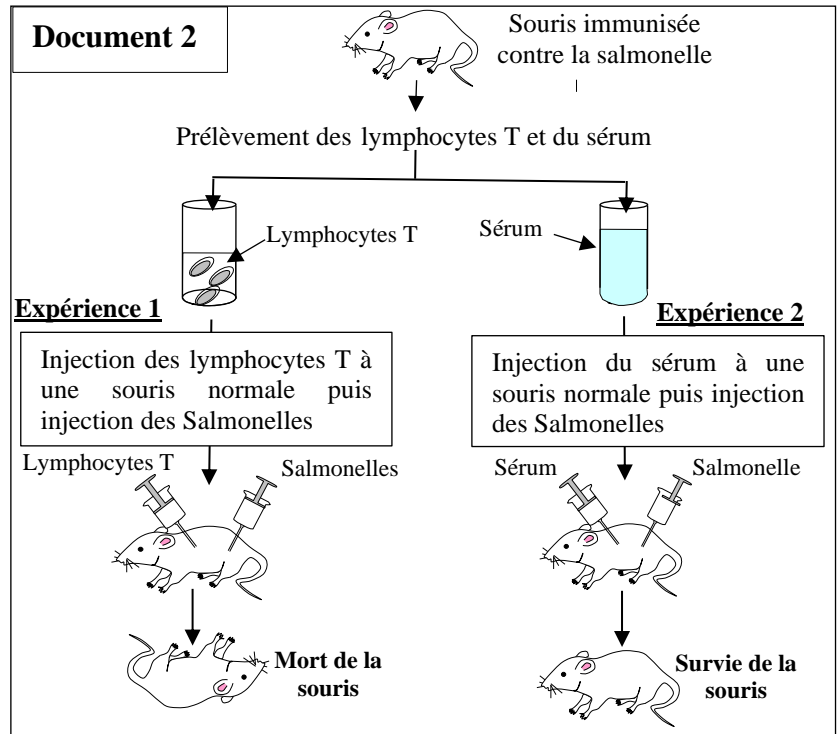 Document 2
Souris immunisée
contre la salmonelle
Prélèvement des lymphocytes T et du sérum
Lymphocytes T
Sérum
Expérience 1
Expérience 2
Injection des lymphocytes T à
une souris normale puis
injection des Salmonelles
Injection du sérum à une
souris normale puis injection
des Salmonelles
Lymphocytes T
Salmonelles
Sérum
Salmonelle
Mort de la
souris
Survie de la
souris